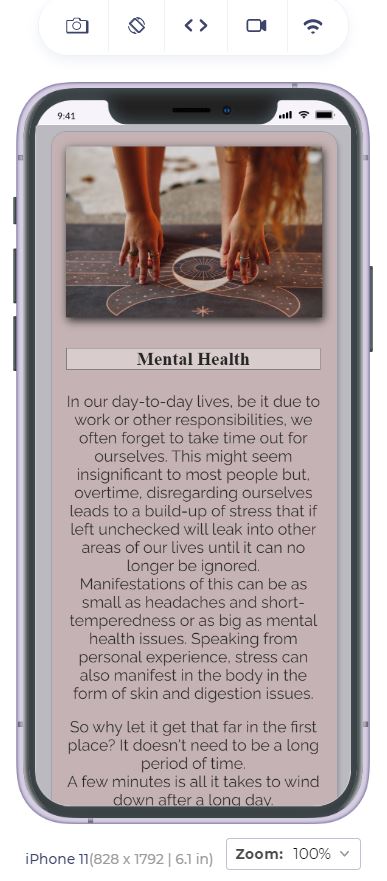 9:41
Mental Health
In our day-to-day lives, be it due to
work or other responsibilities, we
often forget to take time out for
ourselves. This might seem
insignificant to most people but,
overtime, disregarding ourselves
leads to a build-up of stress that if
left unchecked will leak into other
areas of our lives until it can no
longer be ignored.
Manifestations of this can be as
small as headaches and short-
temperedness or as big as mental
health issues. Speaking from
personal experience, stress can
also manifest in the body in the
form of skin and digestion issues.
So why let it get that far in the first
place? It doesn't need to be a long
period of time.
A few minutes is all it takes to wind
down after a long day.
iPhone 11(828 x 1792 | 6.1 in) Zoom: 100%